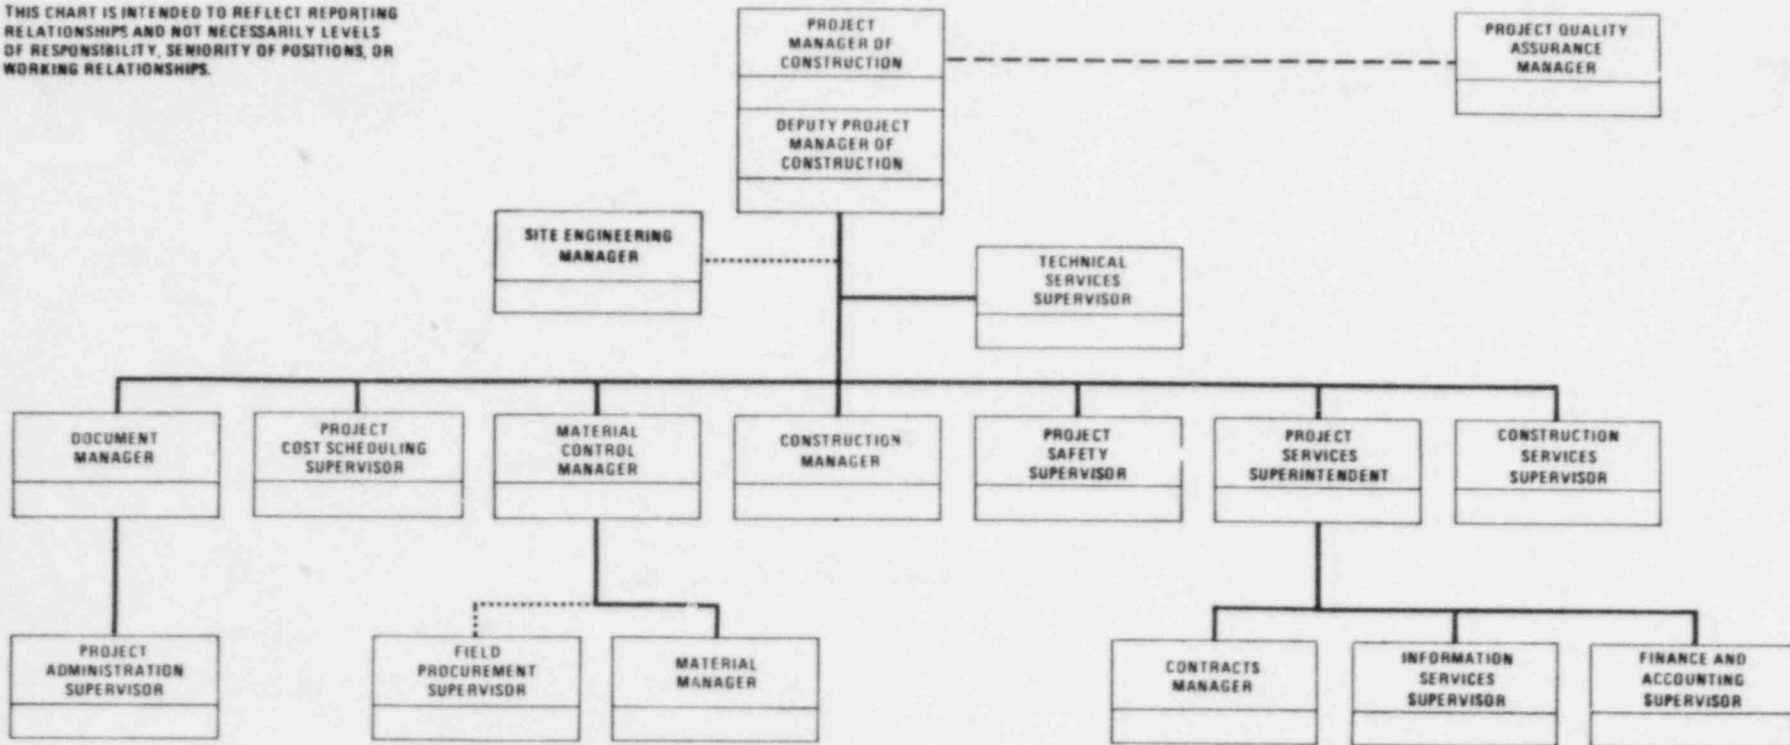 THIS CHART IS INTENDED TO REFLECT REPORTING
RELATIONSHIPS AND NOT NECESSARILY LEVELS
OF RESPONSIBILITY, SENIORITY OF POSITIONS, OR
WORKING RELATIONSHIPS.
PROJECT
MANAGER OF
CONSTRUCTION
DEPUTY PROJECT
MANAGER OF
CONSTRUCTION
PROJECT QUALITY
ASSURANCE
MANAGER
SITE ENGINEERING
MANAGER
TECHNICAL
SERVICES
SUPERVISOR
DOCUMENT
MANAGER
PROJECT
COST SCHEDULING
SUPERVISOR
MATERIAL
CONTROL
MANAGER
CONSTRUCTION
MANAGER
PROJECT
SAFETY
SUPERVISOR
PROJECT
SERVICES
SUPERINTENDENT
CONSTRUCTION
SERVICES
SUPERVISOR
PROJECT
ADMINISTRATION
SUPERVISOR
FIELD
PROCUREMENT
SUPERVISOR
MATERIAL
MANAGER
CONTRACTS
MANAGER
INFORMATION
SERVICES
SUPERVISOR
FINANCE AND
ACCOUNTING
SUPERVISOR